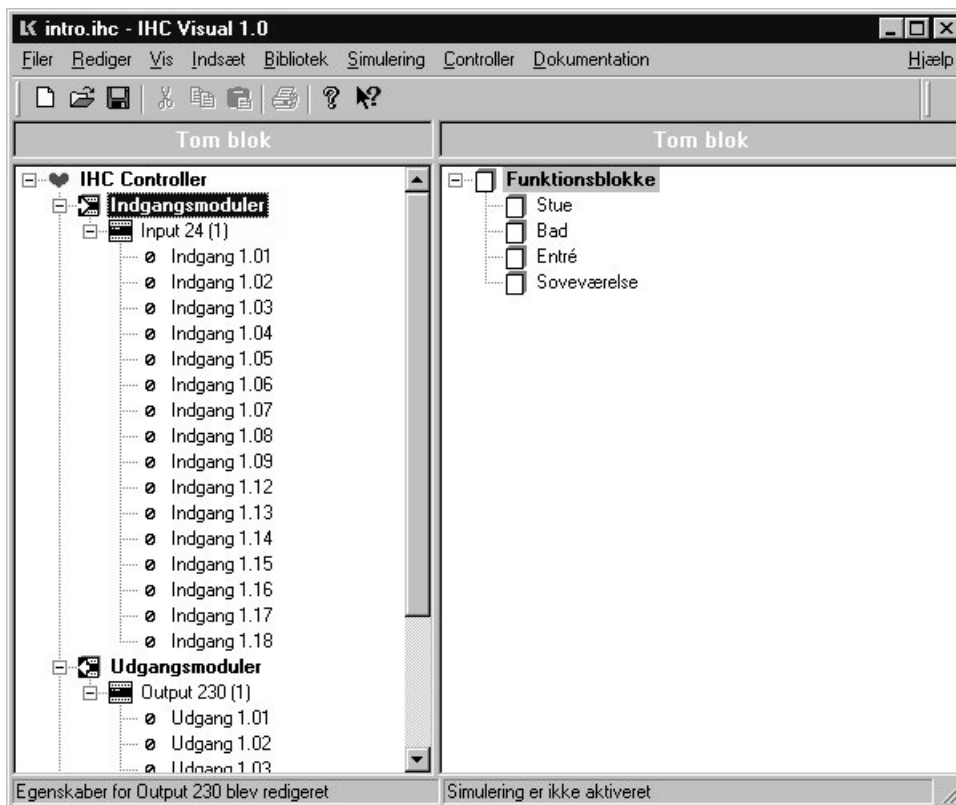 intro.ihc - IHC Visual 1.0
Filer Rediger Vis Indsæt Bibliotek Simulering Controller Dokumentation Hjælp
Tom blok
IHC Controller
Indgangsmoduler
Input 24 (1)
Indgang 1.01
Indgang 1.02
Indgang 1.03
Indgang 1.04
Indgang 1.05
Indgang 1.06
Indgang 1.07
Indgang 1.08
Indgang 1.09
Indgang 1.12
Indgang 1.13
Indgang 1.14
Indgang 1.15
Indgang 1.16
Indgang 1.17
Indgang 1.18
Udgangsmoduler
Output 230 (1)
Udgang 1.01
Udgang 1.02
Udgang 1.03
Tom blok
Funktionsblokke
Stue
Bad
Entré
Soveværelse
Egenskaber for Output 230 blev redigeret
Simulering er ikke aktiveret